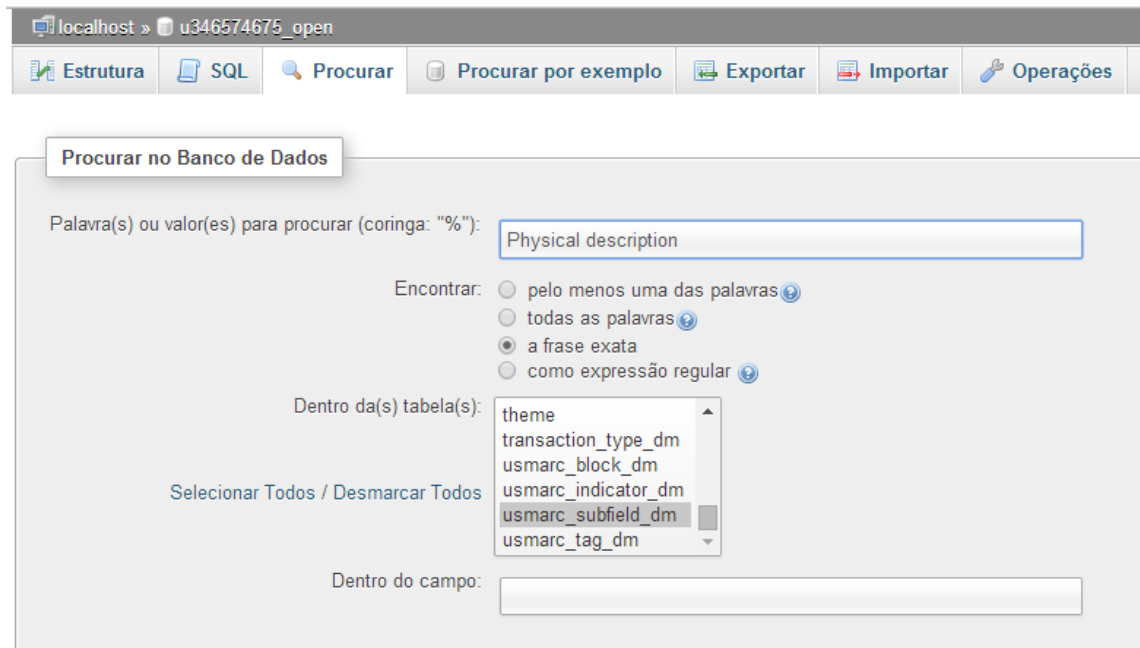 localhost » u346574675_open
Estrutura SQL Procurar Procurar por exemplo Exportar Importar Operações
Procurar no Banco de Dados
Palavra(s) ou valor(es) para procurar (coringa: "%"): Physical description
Encontrar: pelo menos uma das palavras
todas as palavras
a frase exata
como expressão regular
Dentro da(s) tabela(s): theme
transaction_type_dm
usmarc_block_dm
Selecionar Todos / Desmarcar Todos usmarc_indicator_dm
usmarc_subfield_dm
usmarc_tag_dm
Dentro do campo: